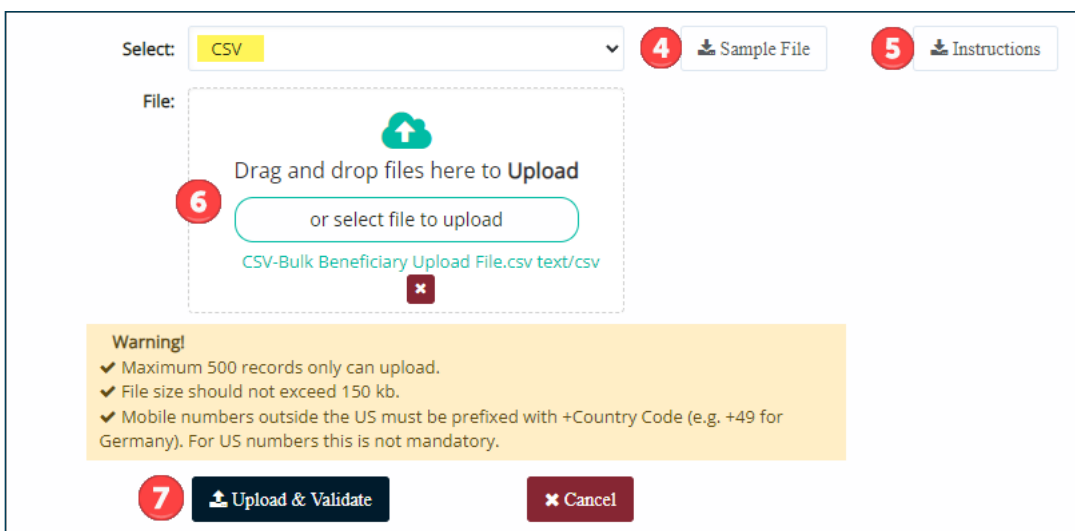 Select: CSV 4 Sample File 5 Instructions
File:
Drag and drop files here to Upload
6
or select file to upload
CSV-Bulk Beneficiary Upload File.csv text/csv
Warning!
✔ Maximum 500 records only can upload.
✔ File size should not exceed 150 kb.
✔ Mobile numbers outside the US must be prefixed with +Country Code (e.g. +49 for
Germany). For US numbers this is not mandatory.
7 Upload & Validate ✖ Cancel